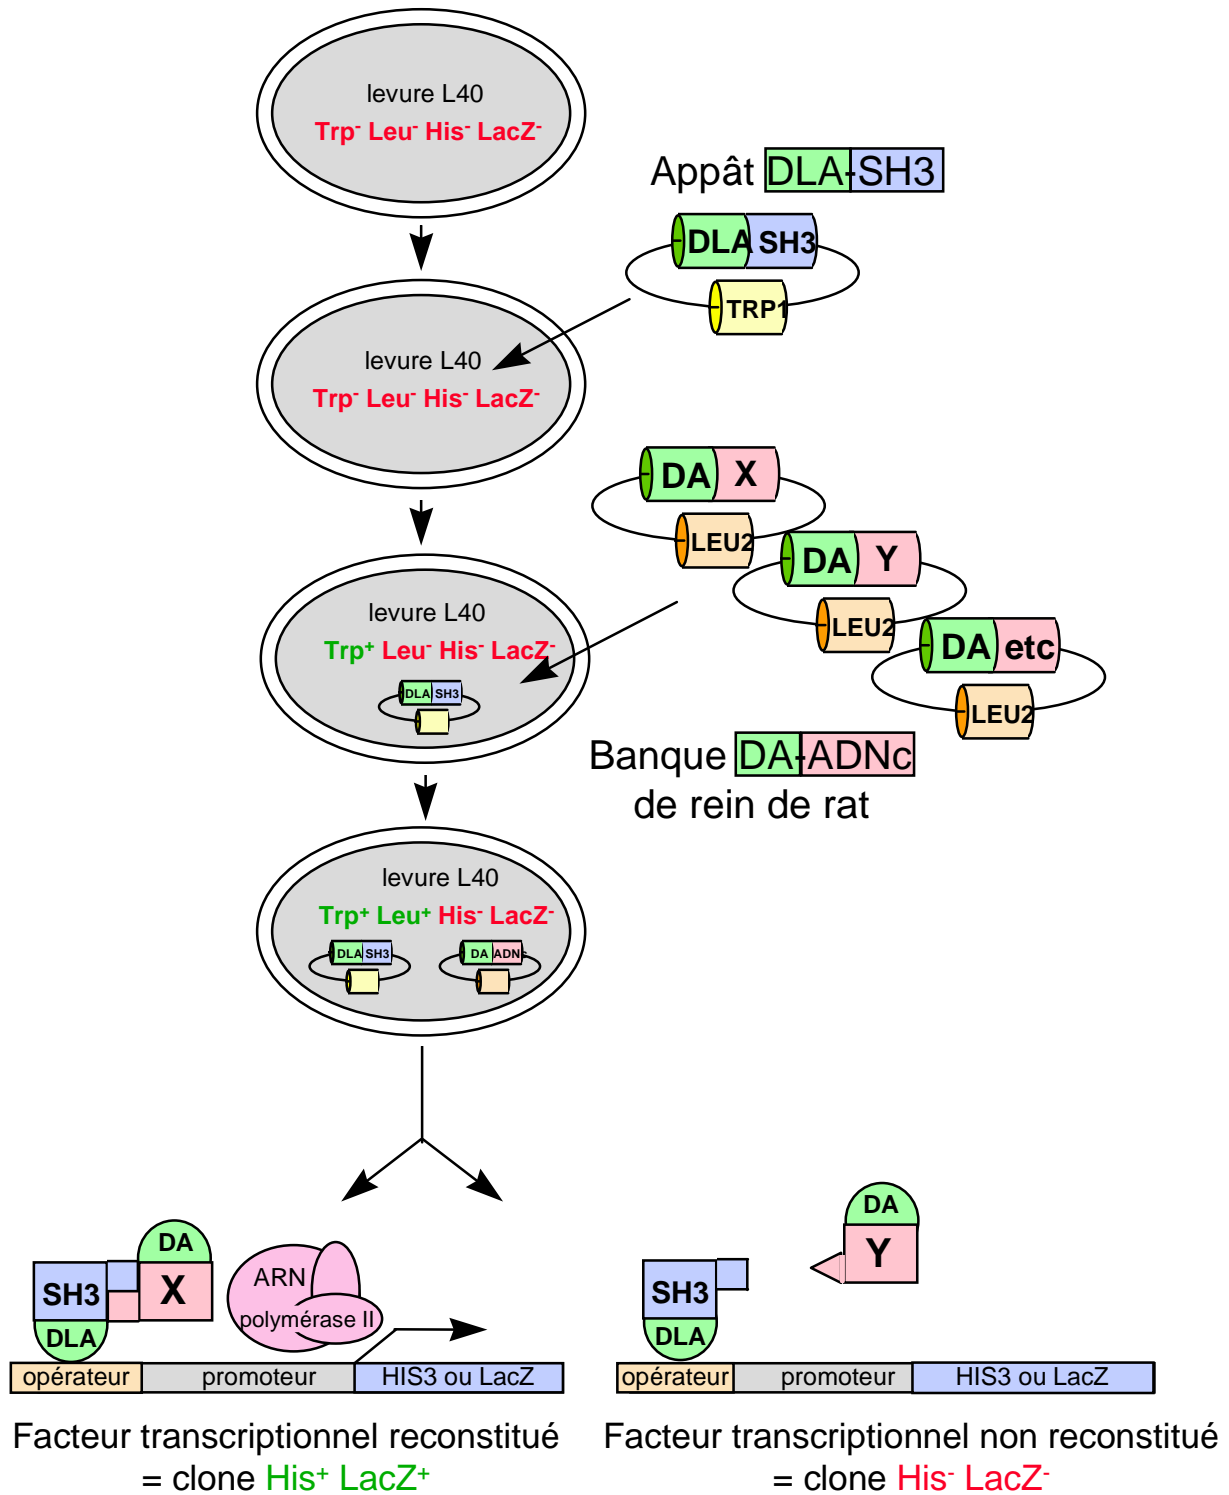 levure L40
Trp⁻ Leu⁻ His⁻ LacZ⁻
Appât DLA-SH3
DLA SH3
TRP1
levure L40
Trp⁻ Leu⁻ His⁻ LacZ⁻
DA X
LEU2
DA Y
LEU2
DA etc
LEU2
levure L40
Trp⁺ Leu⁻ His⁻ LacZ⁻
DLA SH3
Banque DA-ADNc
de rein de rat
levure L40
Trp⁺ Leu⁺ His⁻ LacZ⁻
DLA SH3
DA ADNc
DA
SH3 X
DLA
ARN
polymérase II
opérateur promoteur HIS3 ou LacZ
Facteur transcriptionnel reconstitué
= clone His⁺ LacZ⁺
DA
Y
SH3
DLA
opérateur promoteur HIS3 ou LacZ
Facteur transcriptionnel non reconstitué
= clone His⁻ LacZ⁻